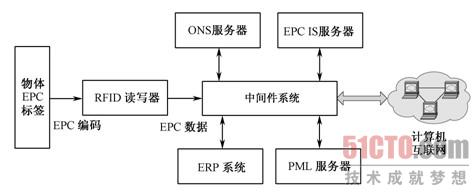 ONS服务器
EPC IS服务器
物体
EPC
标签
RFID 读写器
中间件系统
EPC 编码
EPC 数据
计算机
互联网
ERP 系统
PML 服务器
51CTO.com
技术成就梦想